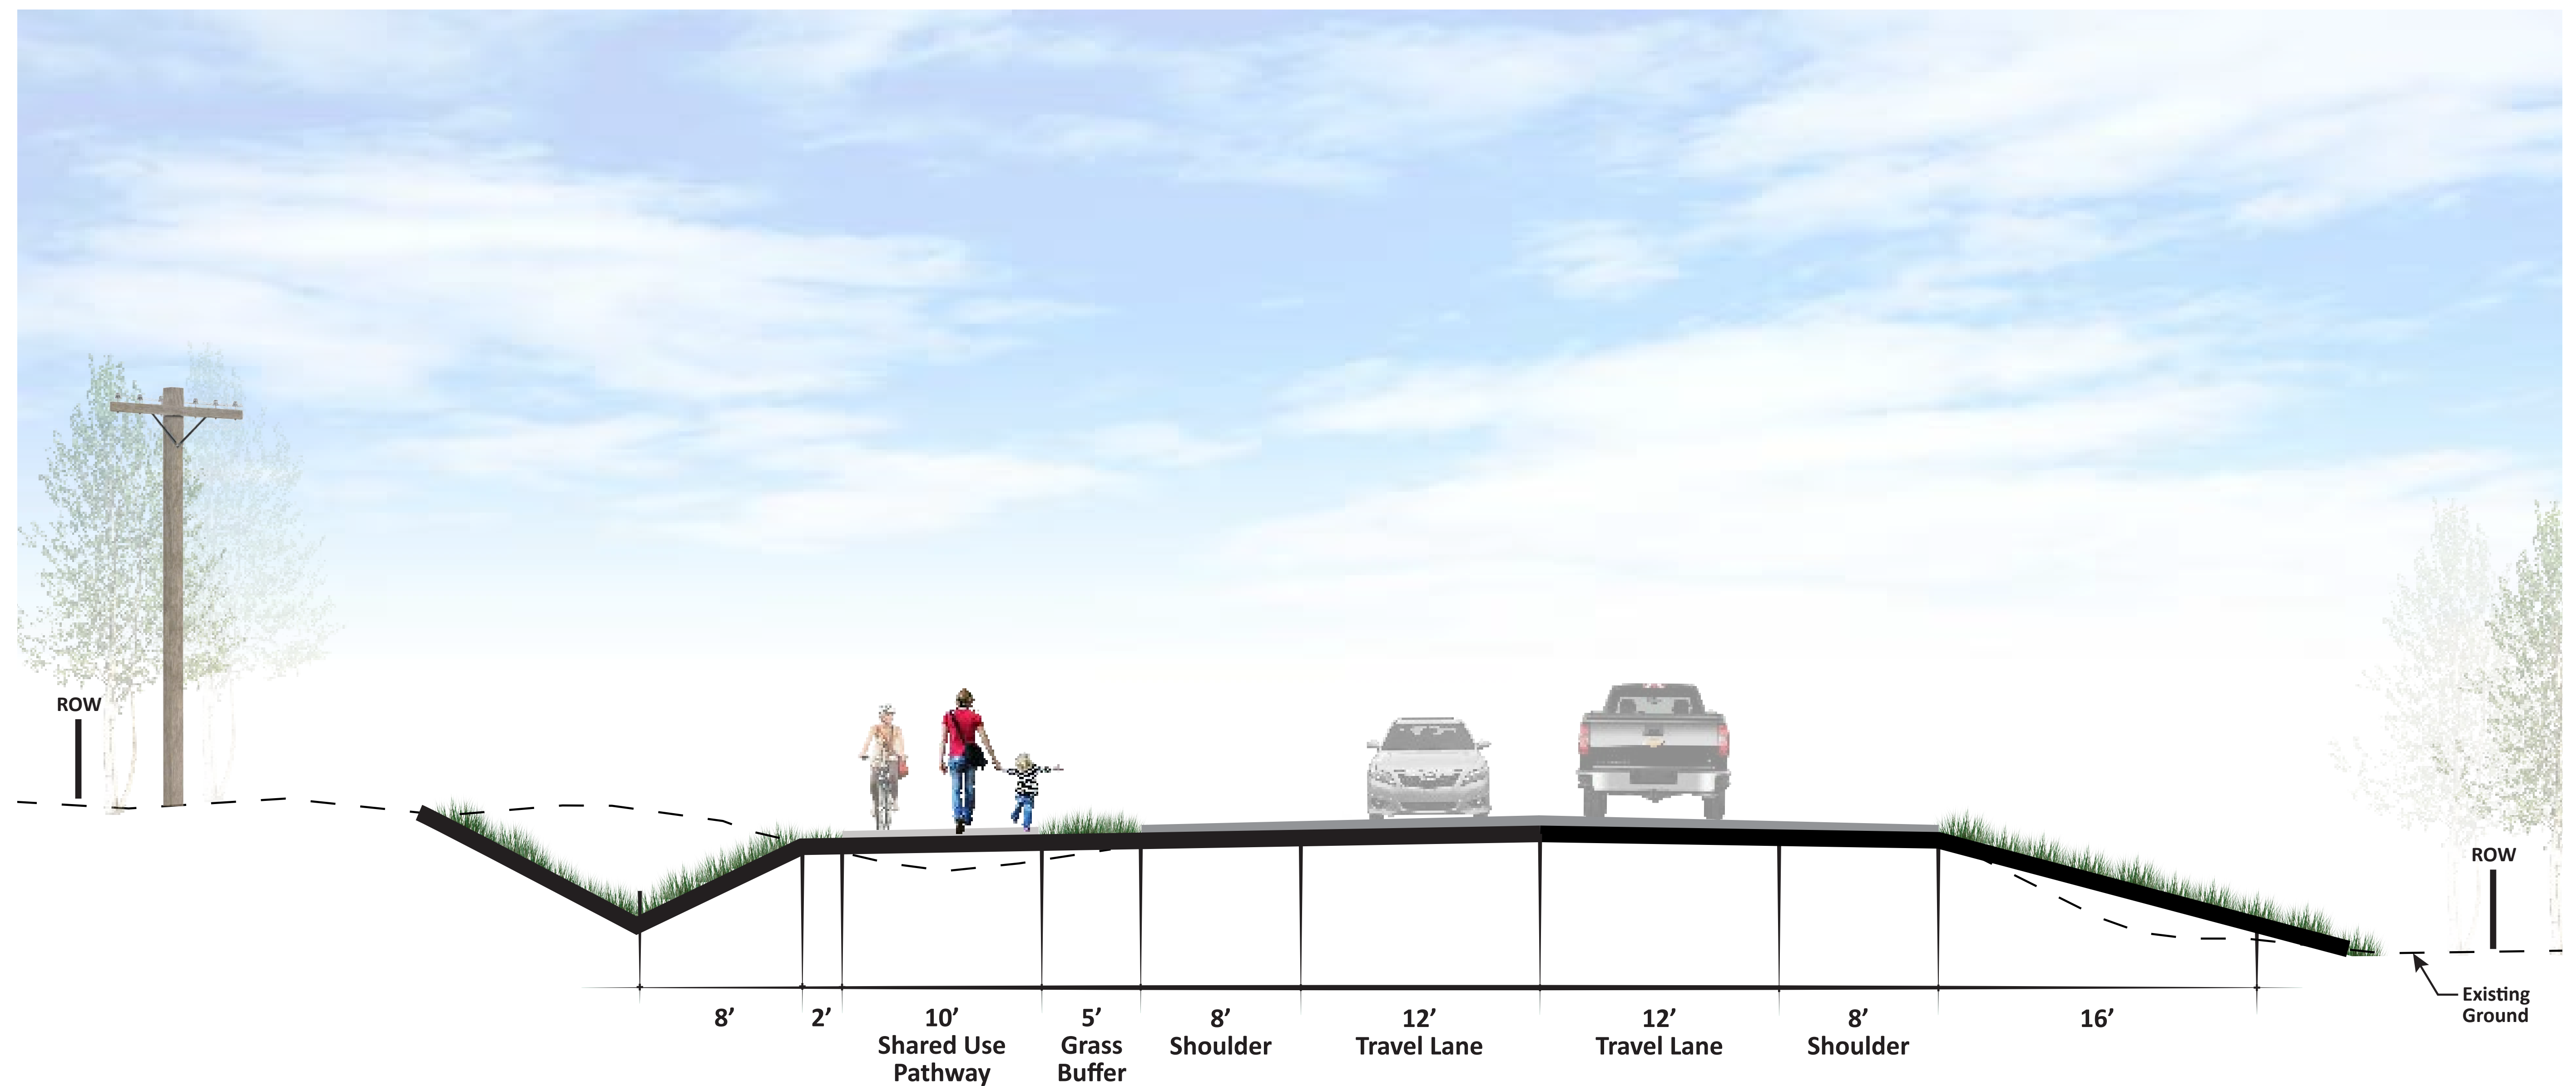 ROW
ROW
Existing
Ground
8’
2’
10’
Shared Use
Pathway
5’
Grass
Buffer
8’
Shoulder
12’
Travel Lane
12’
Travel Lane
8’
Shoulder
16’